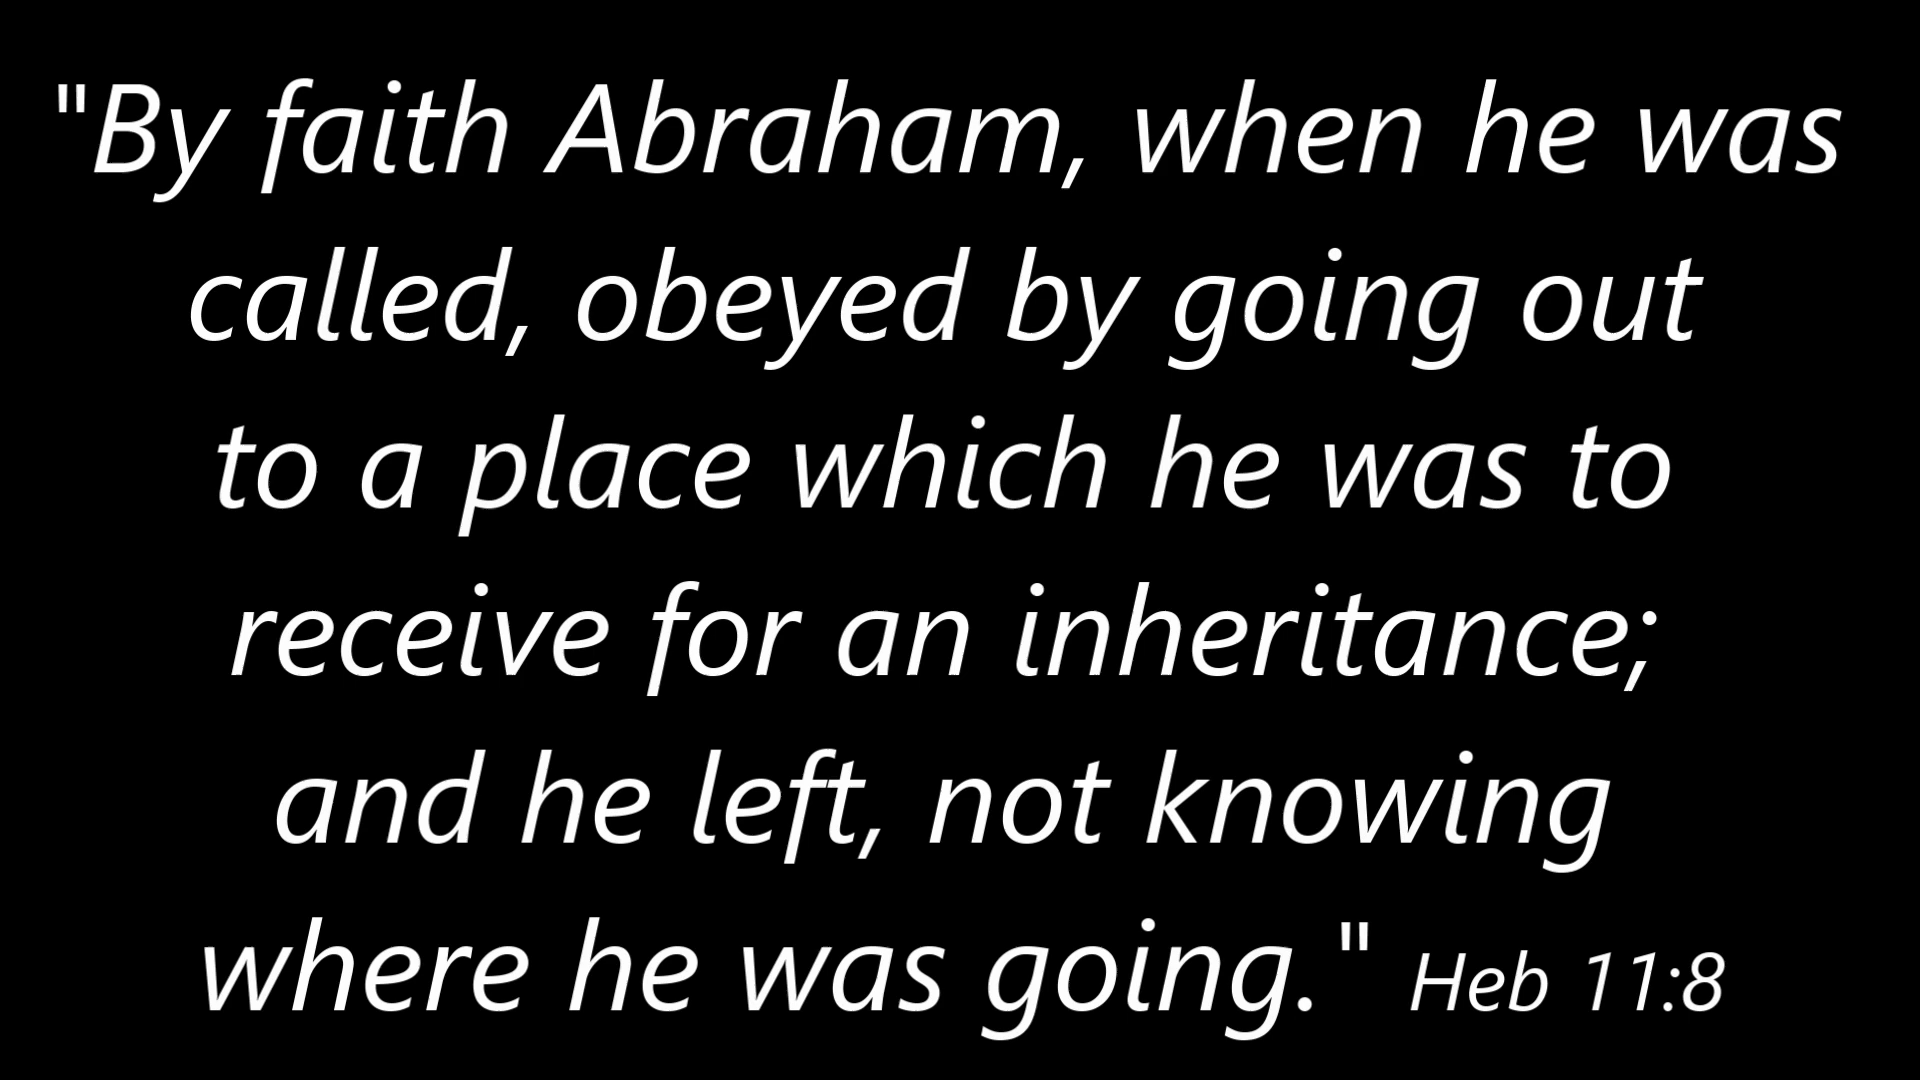 "By faith Abraham, when he was
called, obeyed by going out
to a place which he was to
receive for an inheritance;
and he left, not knowing
where he was going." Heb 11:8